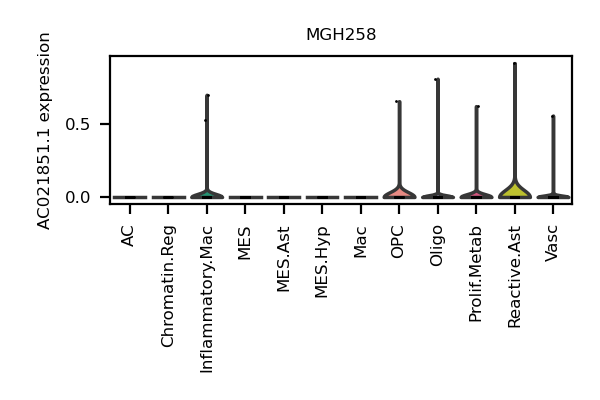 MGH258
AC021851.1 expression
0.5
0.0
AC
Chromatin.Reg
Inflammatory.Mac
MES
MES.Ast
MES.Hyp
Mac
OPC
Oligo
Prolif.Metab
Reactive.Ast
Vasc